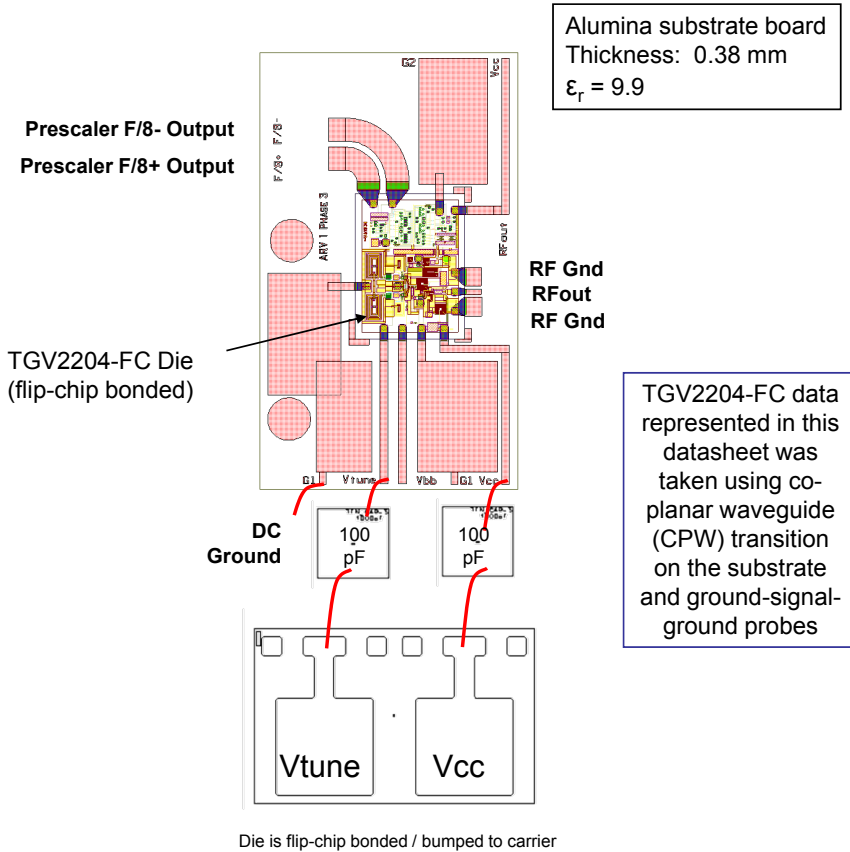 Alumina substrate board
Thickness: 0.38 mm
εr = 9.9
G2
Vcc
Prescaler F/8- Output
Prescaler F/8+ Output
F/8+ F/8-
ARV 1 PHASE 3
RFout
RF Gnd
RFout
RF Gnd
TGV2204-FC Die
(flip-chip bonded)
TGV2204-FC data
represented in this
datasheet was
taken using co-
planar waveguide
(CPW) transition
on the substrate
and ground-signal-
ground probes
G1 Vtune Vbb G1 Vcc
DC
Ground
100
pF
100
pF
Vtune Vcc
Die is flip-chip bonded / bumped to carrier